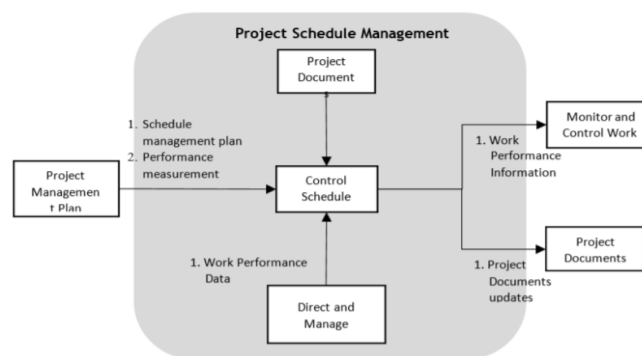 Project Schedule Management
Project
Document
s
1. Schedule
management plan
2. Performance
measurement
Project
Managemen
t Plan
Control
Schedule
1. Work
Performance
Information
Monitor and
Control Work
1. Work Performance
Data
1. Project
Documents
updates
Project
Documents
Direct and
Manage